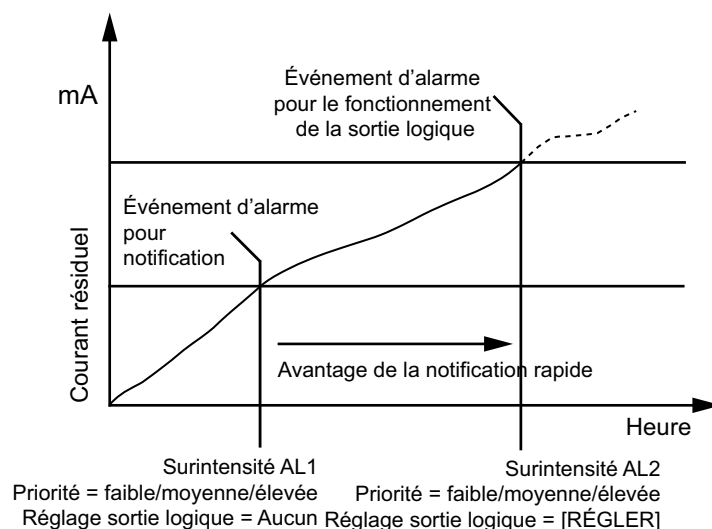 mA
Événement d’alarme
pour le fonctionnement
de la sortie logique
Événement d’alarme
pour
notification
Courant résiduel
Avantage de la notification rapide
Heure
Surintensité AL1
Priorité = faible/moyenne/élevée
Réglage sortie logique = Aucun
Surintensité AL2
Priorité = faible/moyenne/élevée
Réglage sortie logique = [RÉGLER]